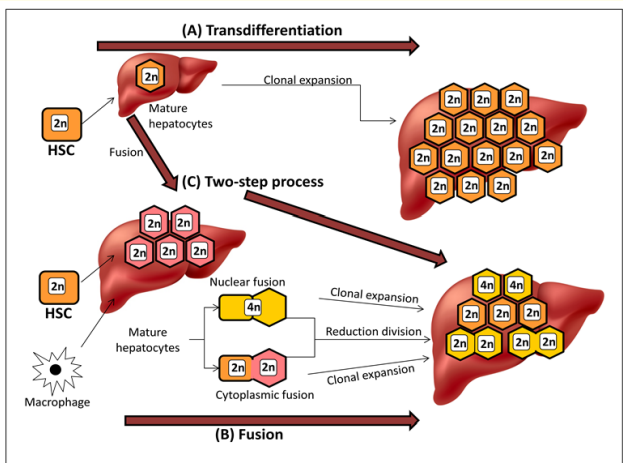 (A) Transdifferentiation
2n
Clonal expansion
2n
HSC
Mature
hepatocytes
2n 2n 2n
2n 2n 2n 2n
2n 2n 2n 2n 2n
2n 2n 2n
Fusion
(C) Two-step process
2n 2n
2n 2n 2n
2n
HSC
Macrophage
Nuclear fusion
4n
Mature
hepatocytes
2n 2n
Cytoplasmic fusion
Clonal expansion
Reduction division
Clonal expansion
4n 4n
2n 2n 2n
2n 2n 2n 2n
(B) Fusion